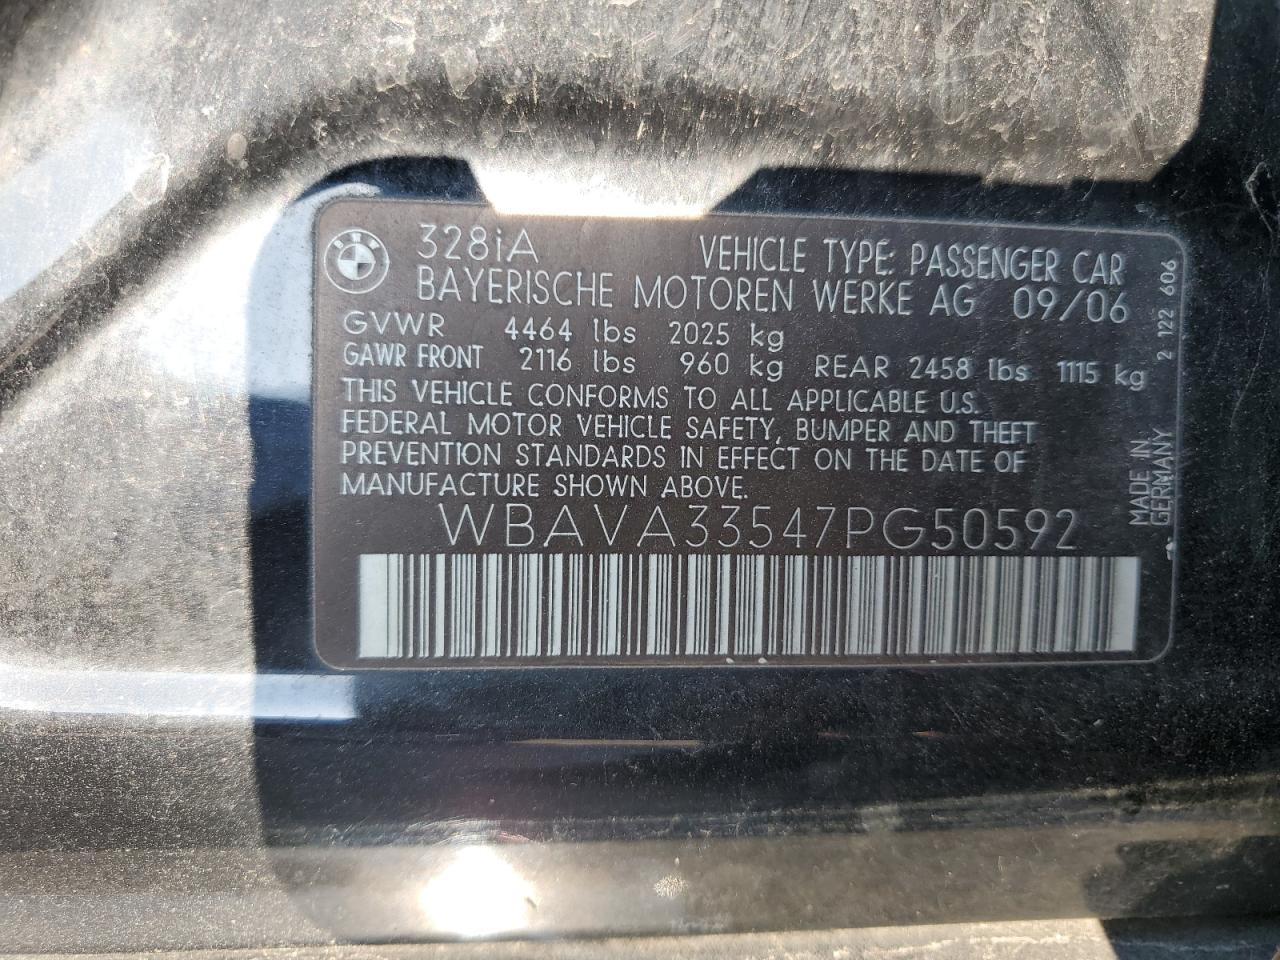 328iA VEHICLE TYPE: PASSENGER CAR
BAYERISCHE MOTOREN WERKE AG 09/06
GVWR 4464 lbs 2025 kg
GAWR FRONT 2116 lbs 960 kg REAR 2458 lbs 1115 kg
THIS VEHICLE CONFORMS TO ALL APPLICABLE U.S.
FEDERAL MOTOR VEHICLE SAFETY, BUMPER AND THEFT
PREVENTION STANDARDS IN EFFECT ON THE DATE OF
MANUFACTURE SHOWN ABOVE.
WBAVA33547PG50592
2 122 606
MADE IN
GERMANY